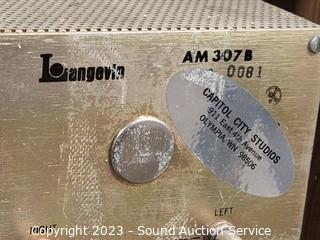 Langevin
AM 307B
0081
CAPITOL CITY STUDIOS
911 East 4th Avenue
OLYMPIA, WN. 98506
LEFT
Copyright 2023 - Sound Auction Service